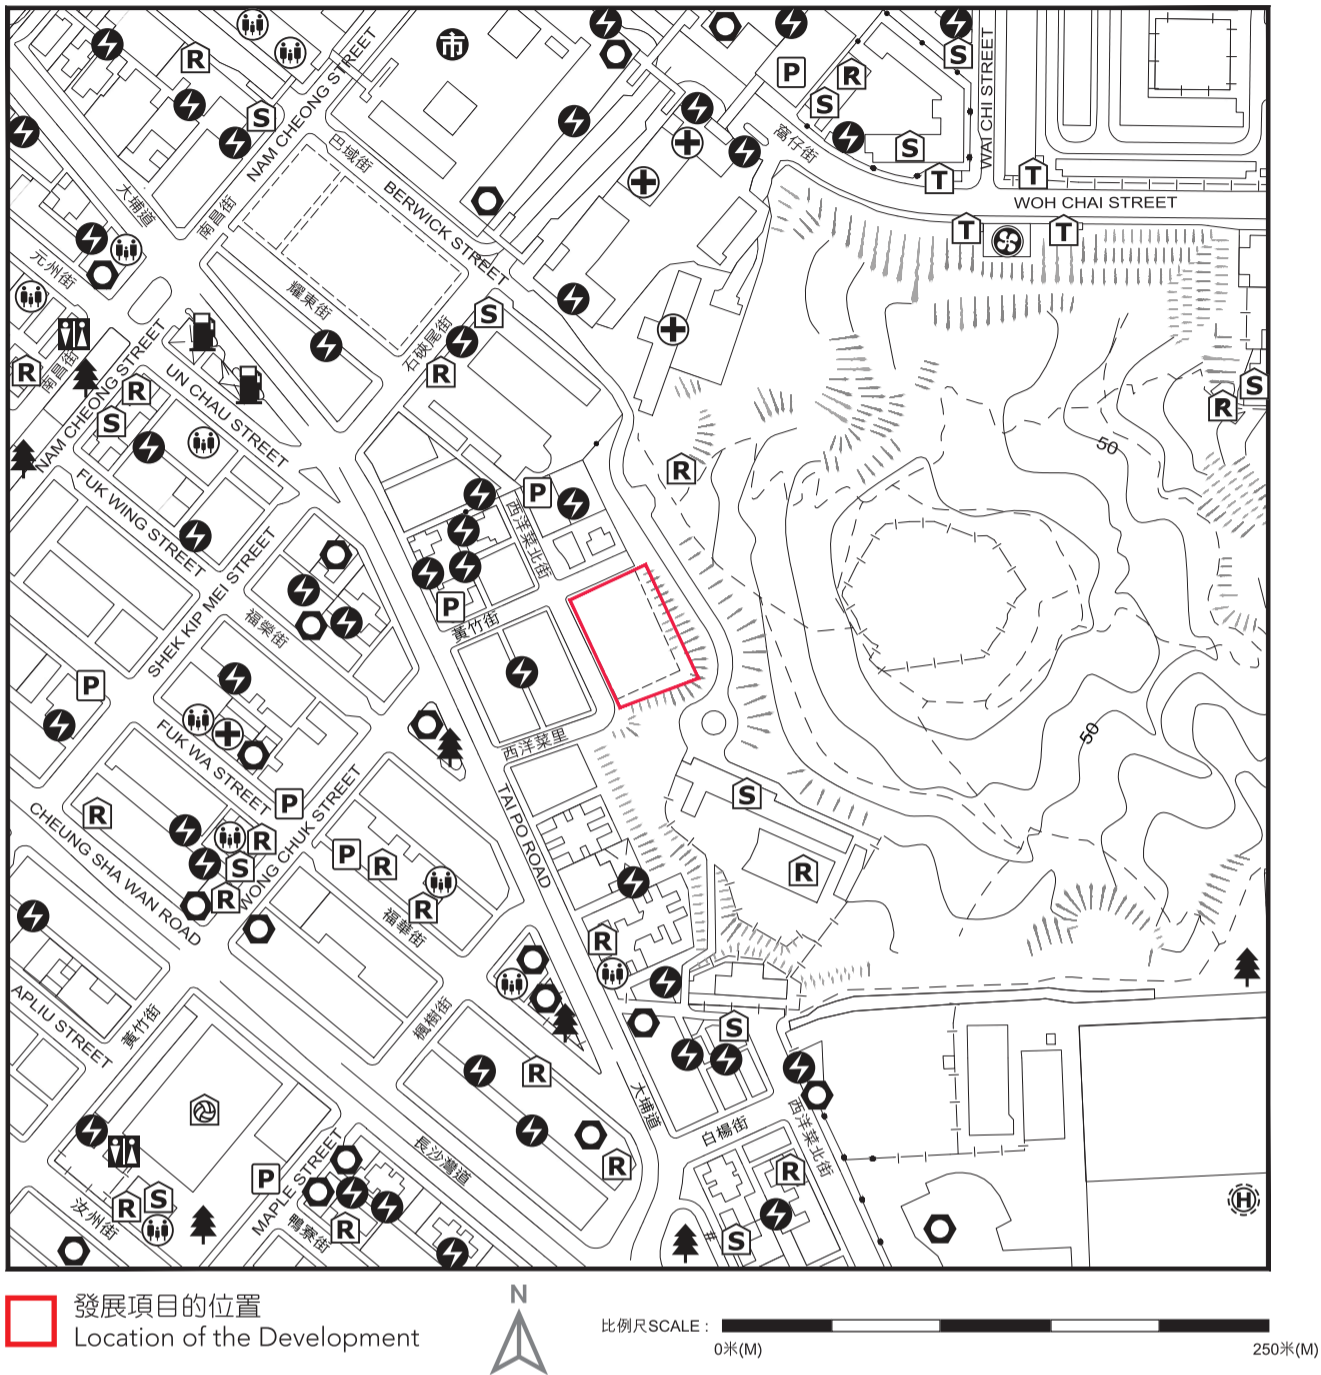 NAM CHEONG STREET
南昌街
巴域街
BERWICK STREET
窩仔街
WAI CHI STREET
WOH CHAI STREET
大埔道
元州街
耀東街
石硤尾街
南昌街
NAM CHEONG STREET
UN CHAU STREET
FUK WING STREET
SHEK KIP MEI STREET
福榮街
西洋菜北街
黃竹街
西洋菜里
FUK WA STREET
CHEUNG SHA WAN ROAD
WONG CHUK STREET
福華街
TAI PO ROAD
APLIU STREET
黃竹街
楓樹街
大埔道
白楊街
西洋菜北街
長沙灣道
MAPLE STREET
鴨寮街
汝州街
50
50
市
R
S
P
T
H
發展項目的位置
Location of the Development
N
比例尺SCALE :
0米(M)
250米(M)